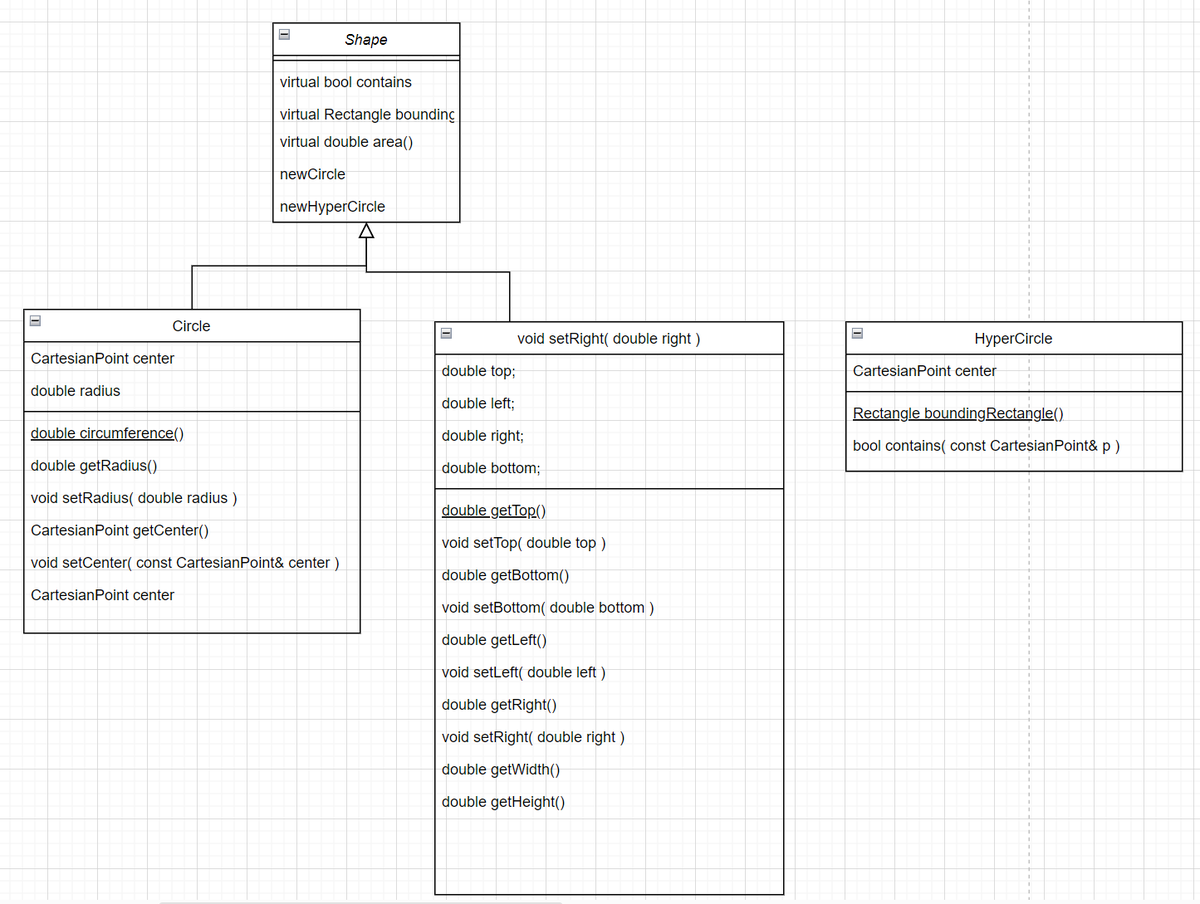 Shape
virtual bool contains
virtual Rectangle bounding
virtual double area()
newCircle
newHyperCircle
Circle
CartesianPoint center
double radius
double circumference()
double getRadius()
void setRadius( double radius )
CartesianPoint getCenter()
void setCenter( const CartesianPoint& center )
CartesianPoint center
void setRight( double right )
double top;
double left;
double right;
double bottom;
double getTop()
void setTop( double top )
double getBottom()
void setBottom( double bottom )
double getLeft()
void setLeft( double left )
double getRight()
void setRight( double right )
double getWidth()
double getHeight()
HyperCircle
CartesianPoint center
Rectangle boundingRectangle()
bool contains( const CartesianPoint& p )